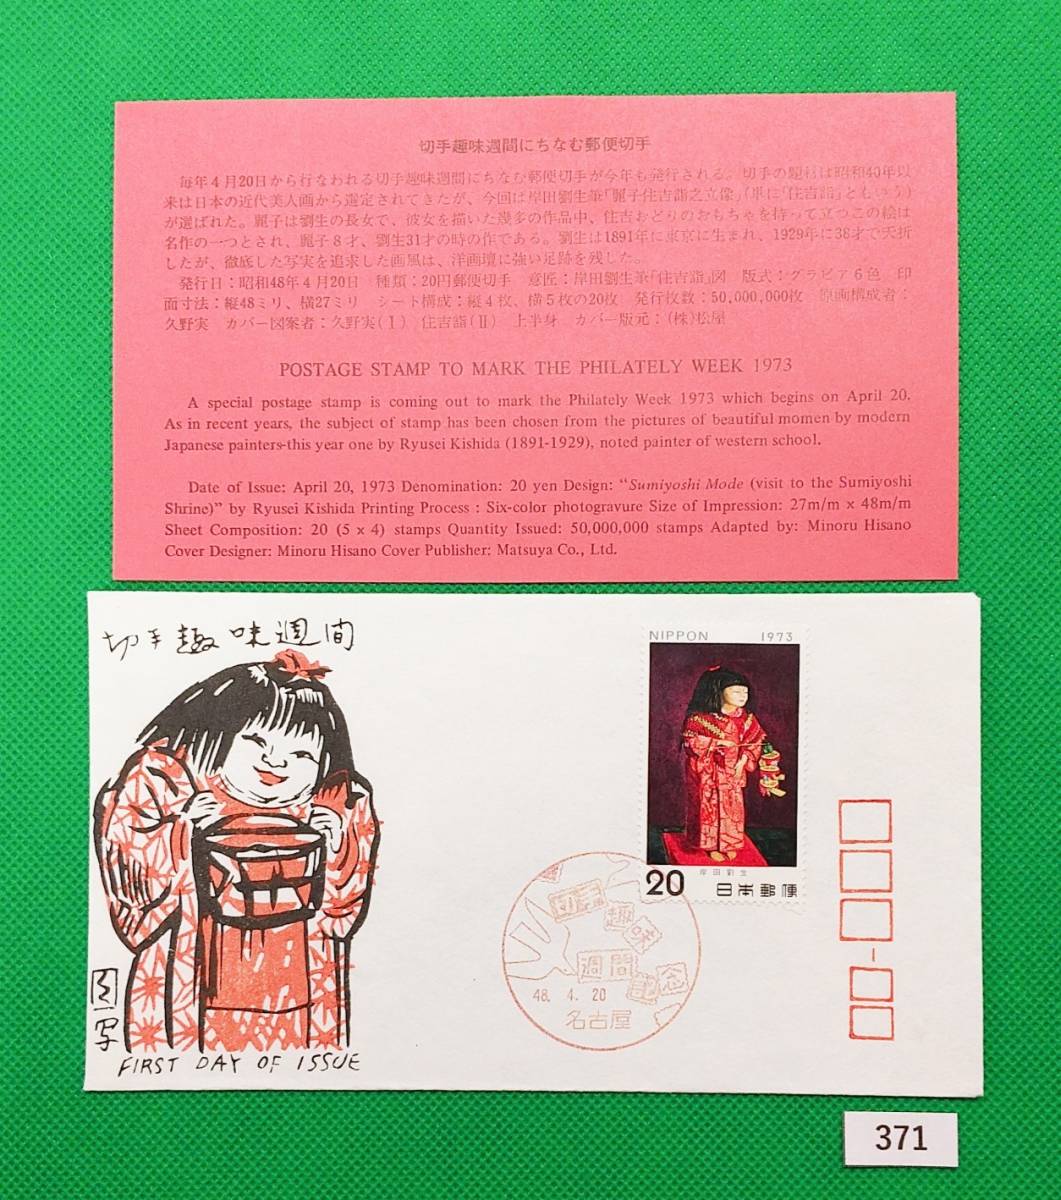 切手趣味週間にちなむ郵便切手
毎年4月20日から行なわれる切手趣味週間にちなむ郵便切手が今年も発行される。切手の題材は昭和40年以
来は日本の近代美人画から選定されてきたが、今回は岸田劉生筆「麗子住吉詣之立像」(単に「住吉詣」ともいう)
が選ばれた。麗子は劉生の長女で、彼女を描いた幾多の作品中、住吉おどりのおもちゃを持って立つこの絵は
名作の一つとされ、麗子8才、劉生31才の時の作である。劉生は1891年に東京に生まれ、1929年に38才で夭折
したが、徹底した写実を追求した画風は、洋画壇に強い足跡を残した。
発行日:昭和48年4月20日 種類:20円郵便切手 意匠:岸田劉生筆「住吉詣」図 版式:グラビア6色 印
面寸法:縦48ミリ、横27ミリ シート構成:縦4枚、横5枚の20枚 発行枚数:50,000,000枚 原画構成者:
久野実 カバー図案者:久野実(I) 住吉詣(II) 上半身 カバー版元:(株)松屋
POSTAGE STAMP TO MARK THE PHILATELY WEEK 1973
A special postage stamp is coming out to mark the Philately Week 1973 which begins on April 20.
As in recent years, the subject of stamp has been chosen from the pictures of beautiful momen by modern
Japanese painters-this year one by Ryusei Kishida (1891-1929), noted painter of western school.
Date of Issue: April 20, 1973 Denomination: 20 yen Design: "Sumiyoshi Mode (visit to the Sumiyoshi
Shrine)" by Ryusei Kishida Printing Process : Six-color photogravure Size of Impression: 27m/m x 48m/m
Sheet Composition: 20 (5 x 4) stamps Quantity Issued: 50,000,000 stamps Adapted by: Minoru Hisano
Cover Designer: Minoru Hisano Cover Publisher: Matsuya Co., Ltd.
切手趣味週間
FIRST DAY OF ISSUE
NIPPON 1973
岸田劉生
20 日本郵便
切手
趣味
週間
記念
48. 4. 20
名古屋
371